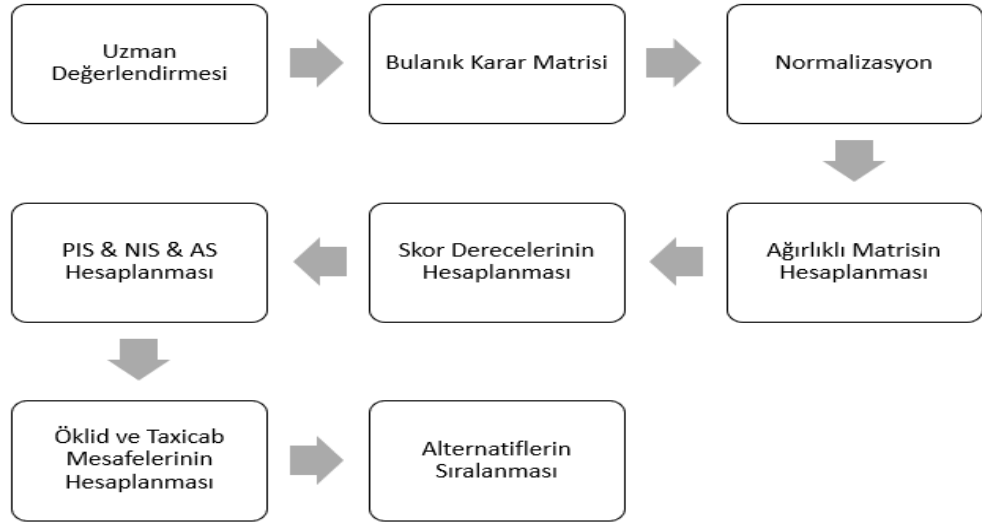 Uzman
Değerlendirmesi
Bulanık Karar Matrisi
Normalizasyon
Ağırlıklı Matrisin
Hesaplanması
Skor Derecelerinin
Hesaplanması
PIS & NIS & AS
Hesaplanması
Öklid ve Taxicab
Mesafelerinin
Hesaplanması
Alternatiflerin
Sıralanması